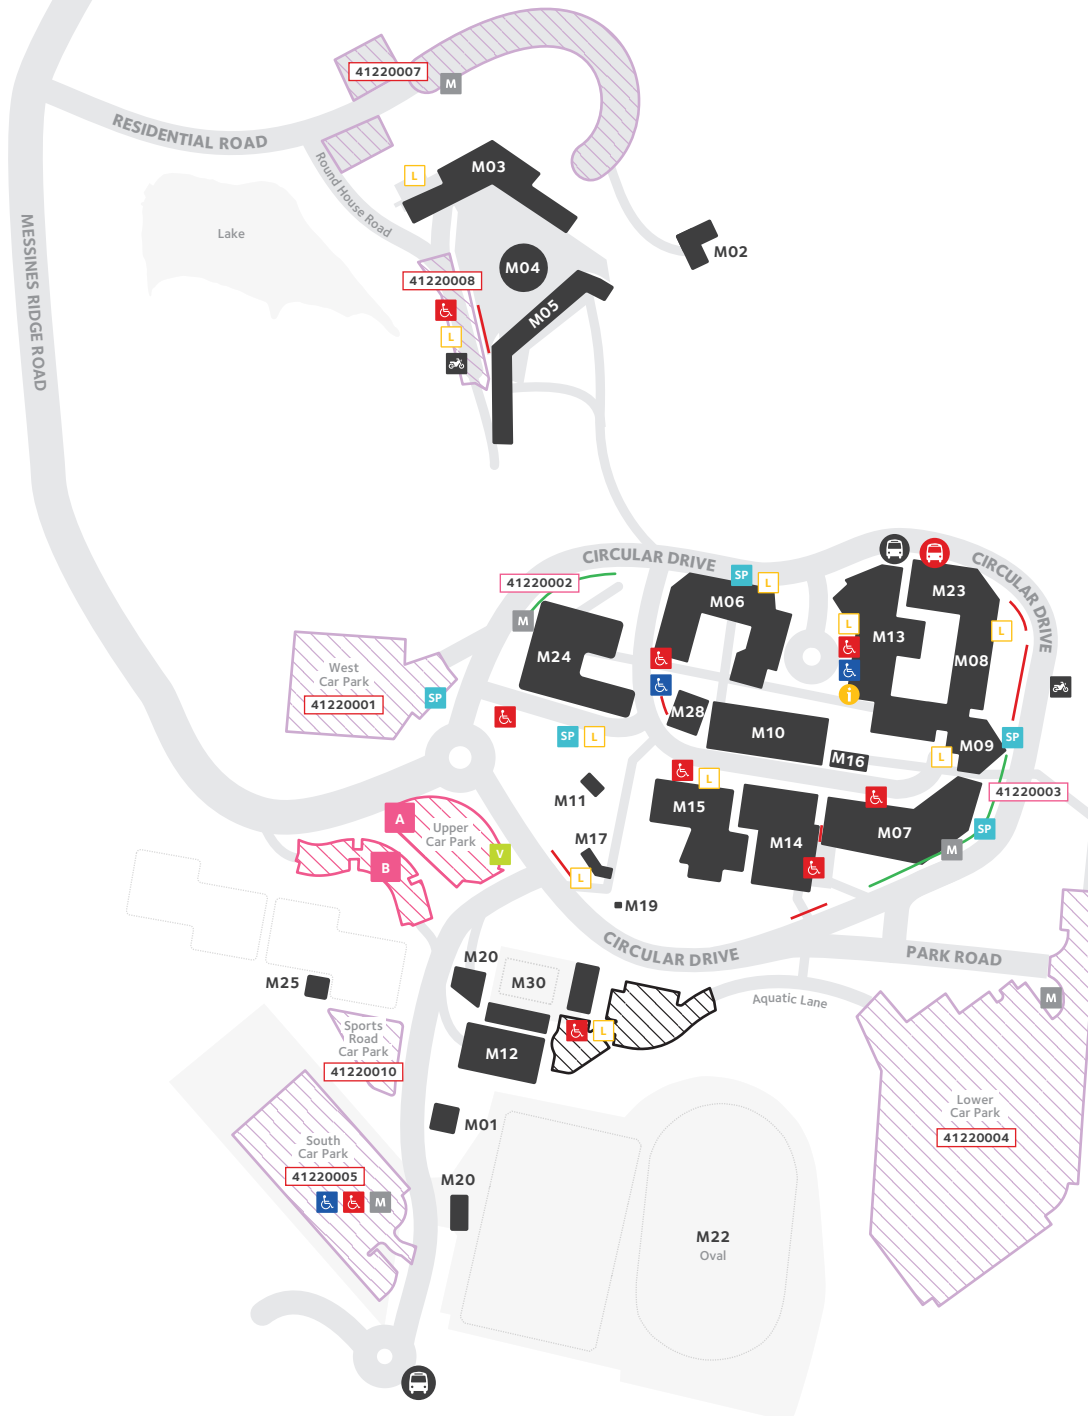 41220007
M
RESIDENTIAL ROAD
Round House Road
L
M03
Lake
MESSINES RIDGE ROAD
M02
M04
41220008
L
M05
CIRCULAR DRIVE
CIRCULAR DRIVE
41220002
M
SP
L
M06
M23
L
M13
L
M24
M08
West
Car Park
41220001
SP
i
M28
M10
SP
L
M16
M09
L
SP
M11
L
M15
41220003
A
Upper
Car Park
V
M17
M14
M07
SP
M
B
L
M19
CIRCULAR DRIVE
PARK ROAD
M20
M30
M25
Aquatic Lane
M
Sports
Road
Car Park
41220010
M12
L
Lower
Car Park
41220004
M01
South
Car Park
41220005
M
M20
M22
Oval